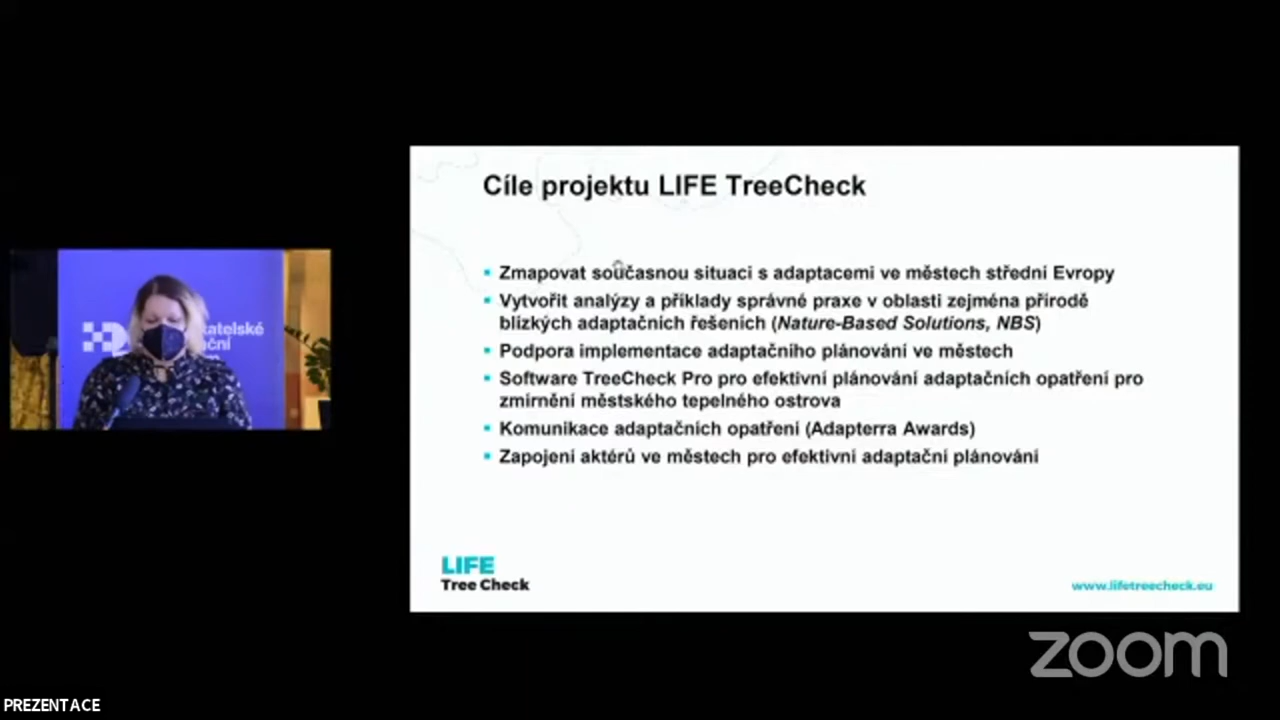 Cíle projektu LIFE TreeCheck
Zmapovat současnou situaci s adaptacemi ve městech střední Evropy
Vytvořit analýzy a příklady správné praxe v oblasti zejména přírodě
blízkých adaptačních řešeních (Nature-Based Solutions, NBS)
Podpora implementace adaptačního plánování ve městech
Software TreeCheck Pro pro efektivní plánování adaptačních opatření pro
zmírnění městského tepelného ostrova
Komunikace adaptačních opatření (Adapterra Awards)
Zapojení aktérů ve městech pro efektivní adaptační plánování
LIFE
Tree Check
www.lifetreecheck.eu
zoom
PREZENTACE